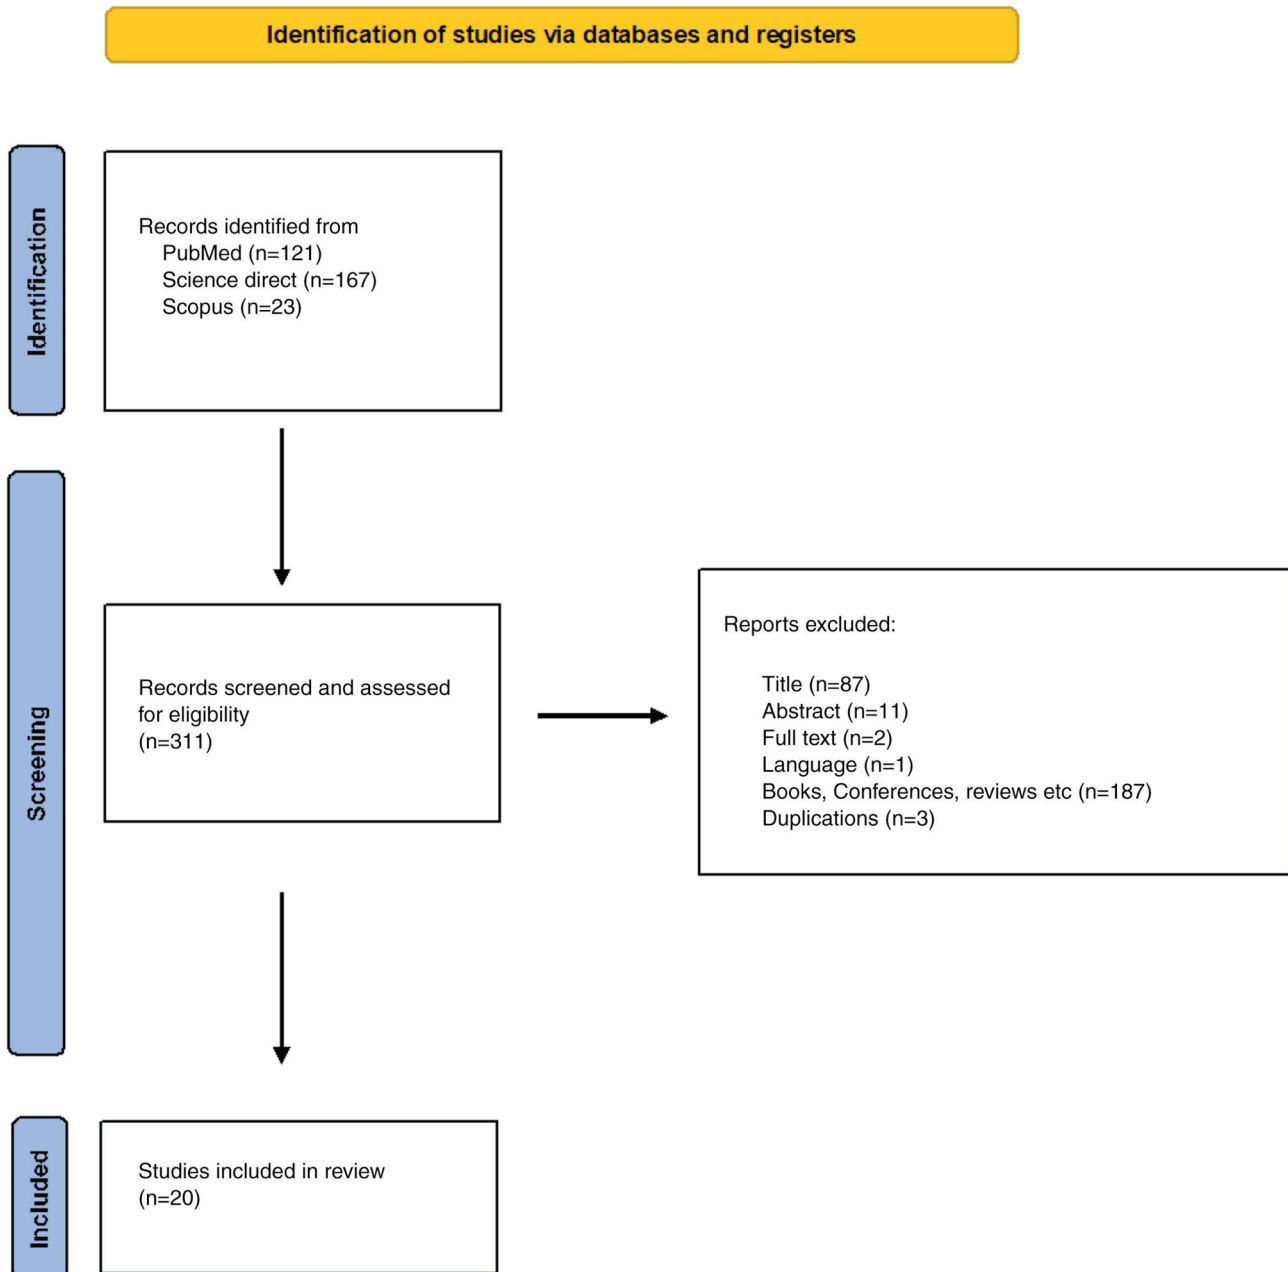 Identification of studies via databases and registers
Identification
Records identified from
PubMed (n=121)
Science direct (n=167)
Scopus (n=23)
Screening
Records screened and assessed
for eligibility
(n=311)
Reports excluded:
Title (n=87)
Abstract (n=11)
Full text (n=2)
Language (n=1)
Books, Conferences, reviews etc (n=187)
Duplications (n=3)
Included
Studies included in review
(n=20)